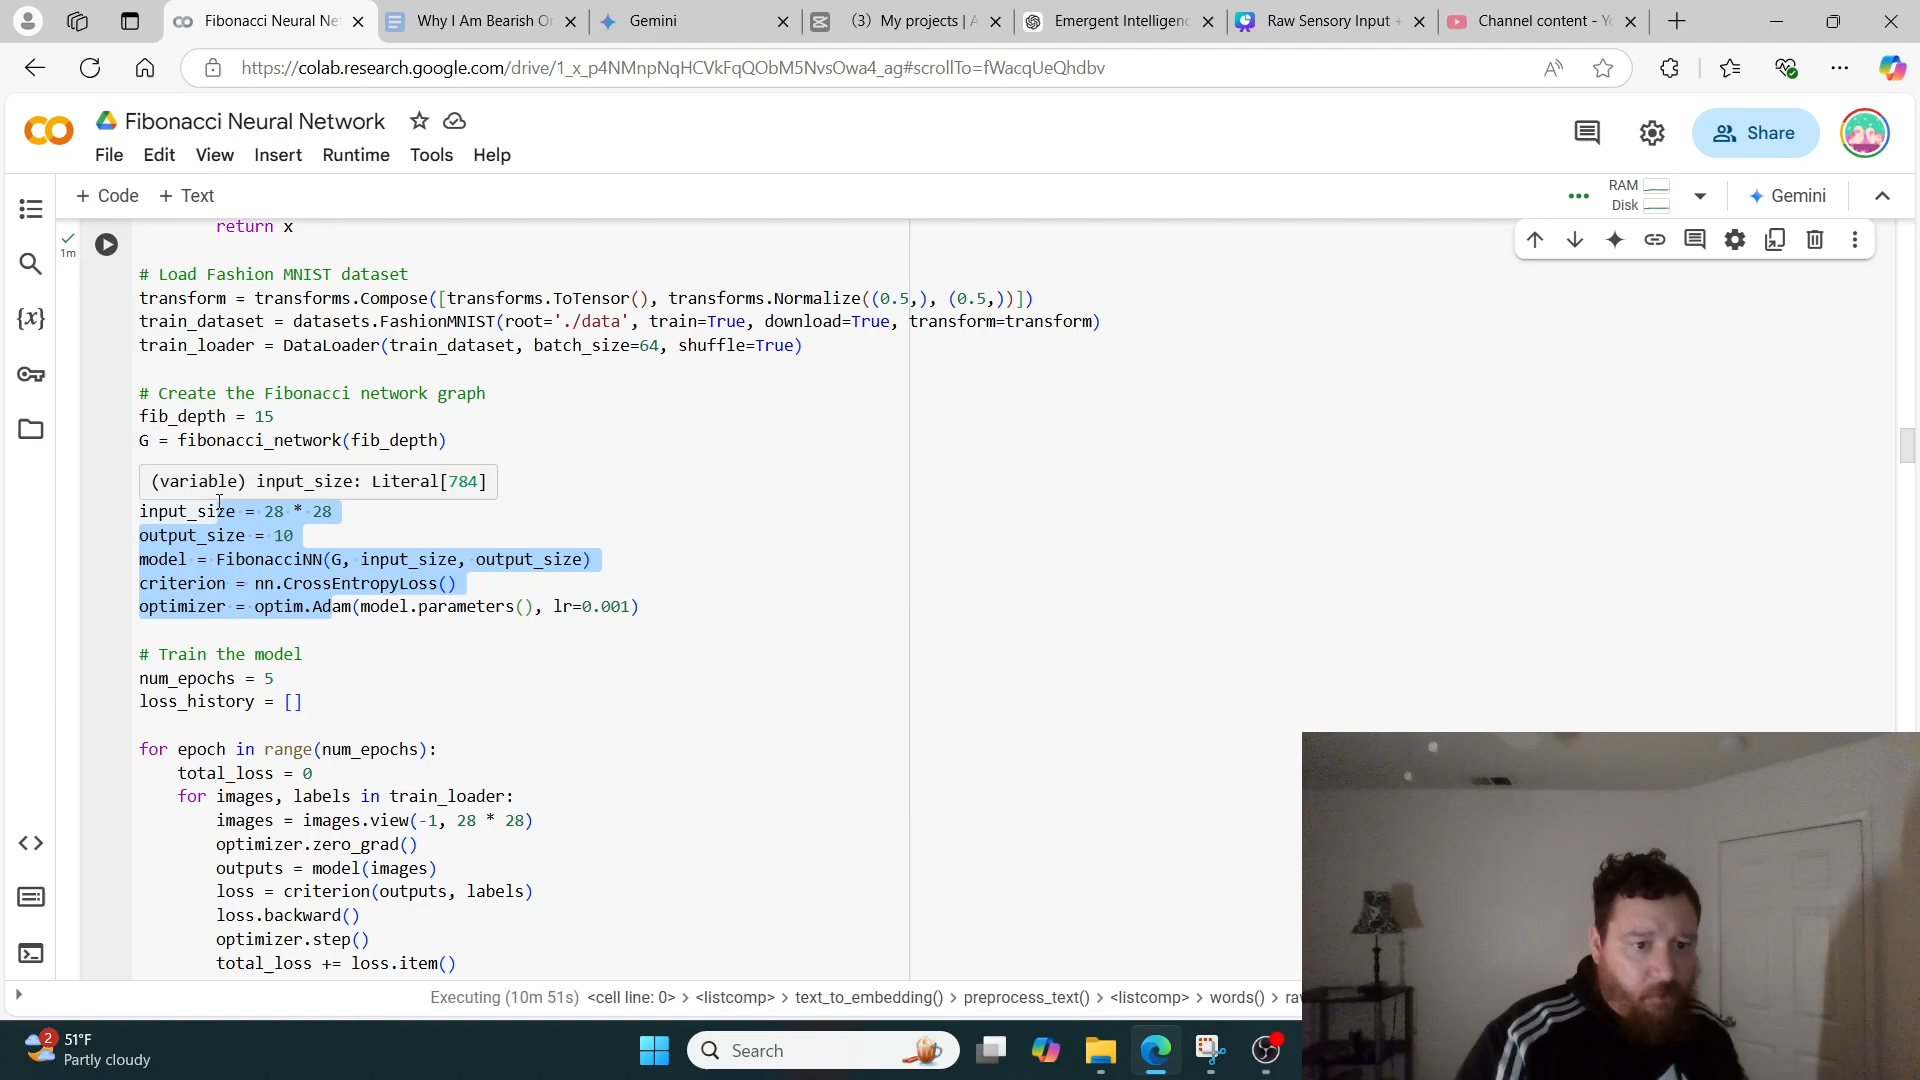 Fibonacci Neural Ne
Why I Am Bearish O
Gemini
(3) My projects | A
Emergent Intelligenc
Raw Sensory Input +
Channel content - Yo
https://colab.research.google.com/drive/1_x_p4NMnpNqHCVkFqQObM5NvsOwa4_ag#scrollTo=fWacqUeQhdbv
Fibonacci Neural Network
File Edit View Insert Runtime Tools Help
Share
+ Code + Text
RAM
Disk
Gemini
1m
return x
# Load Fashion MNIST dataset
transform = transforms.Compose([transforms.ToTensor(), transforms.Normalize((0.5,), (0.5,))])
train_dataset = datasets.FashionMNIST(root='./data', train=True, download=True, transform=transform)
train_loader = DataLoader(train_dataset, batch_size=64, shuffle=True)
# Create the Fibonacci network graph
fib_depth = 15
G = fibonacci_network(fib_depth)
(variable) input_size: Literal[784]
input_size = 28 * 28
output_size = 10
model = FibonacciNN(G, input_size, output_size)
criterion = nn.CrossEntropyLoss()
optimizer = optim.Adam(model.parameters(), lr=0.001)
# Train the model
num_epochs = 5
loss_history = []
for epoch in range(num_epochs):
total_loss = 0
for images, labels in train_loader:
images = images.view(-1, 28 * 28)
optimizer.zero_grad()
outputs = model(images)
loss = criterion(outputs, labels)
loss.backward()
optimizer.step()
total_loss += loss.item()
Executing (10m 51s) <cell line: 0> > <listcomp> > text_to_embedding() > preprocess_text() > <listcomp> > words() > ra
2
51°F
Partly cloudy
Search